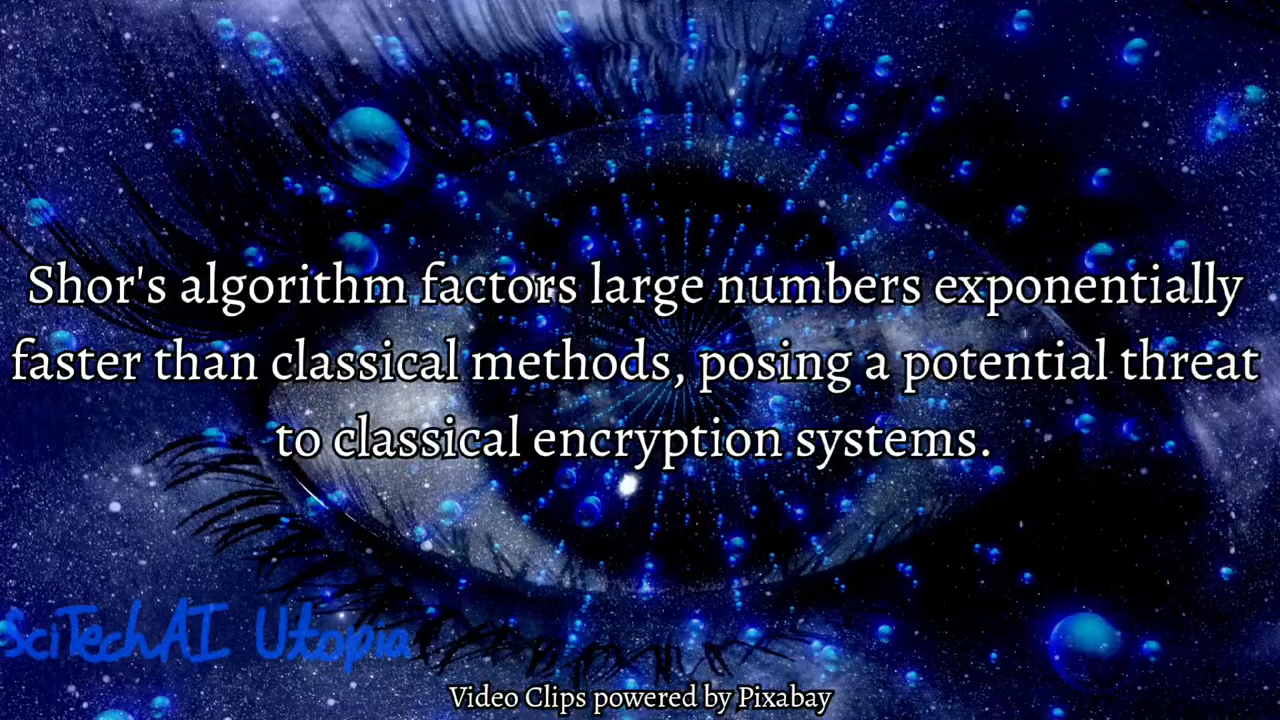 Shor's algorithm factors large numbers exponentially
faster than classical methods, posing a potential threat
to classical encryption systems.
SciTechAI Utopia
Video Clips powered by Pixabay